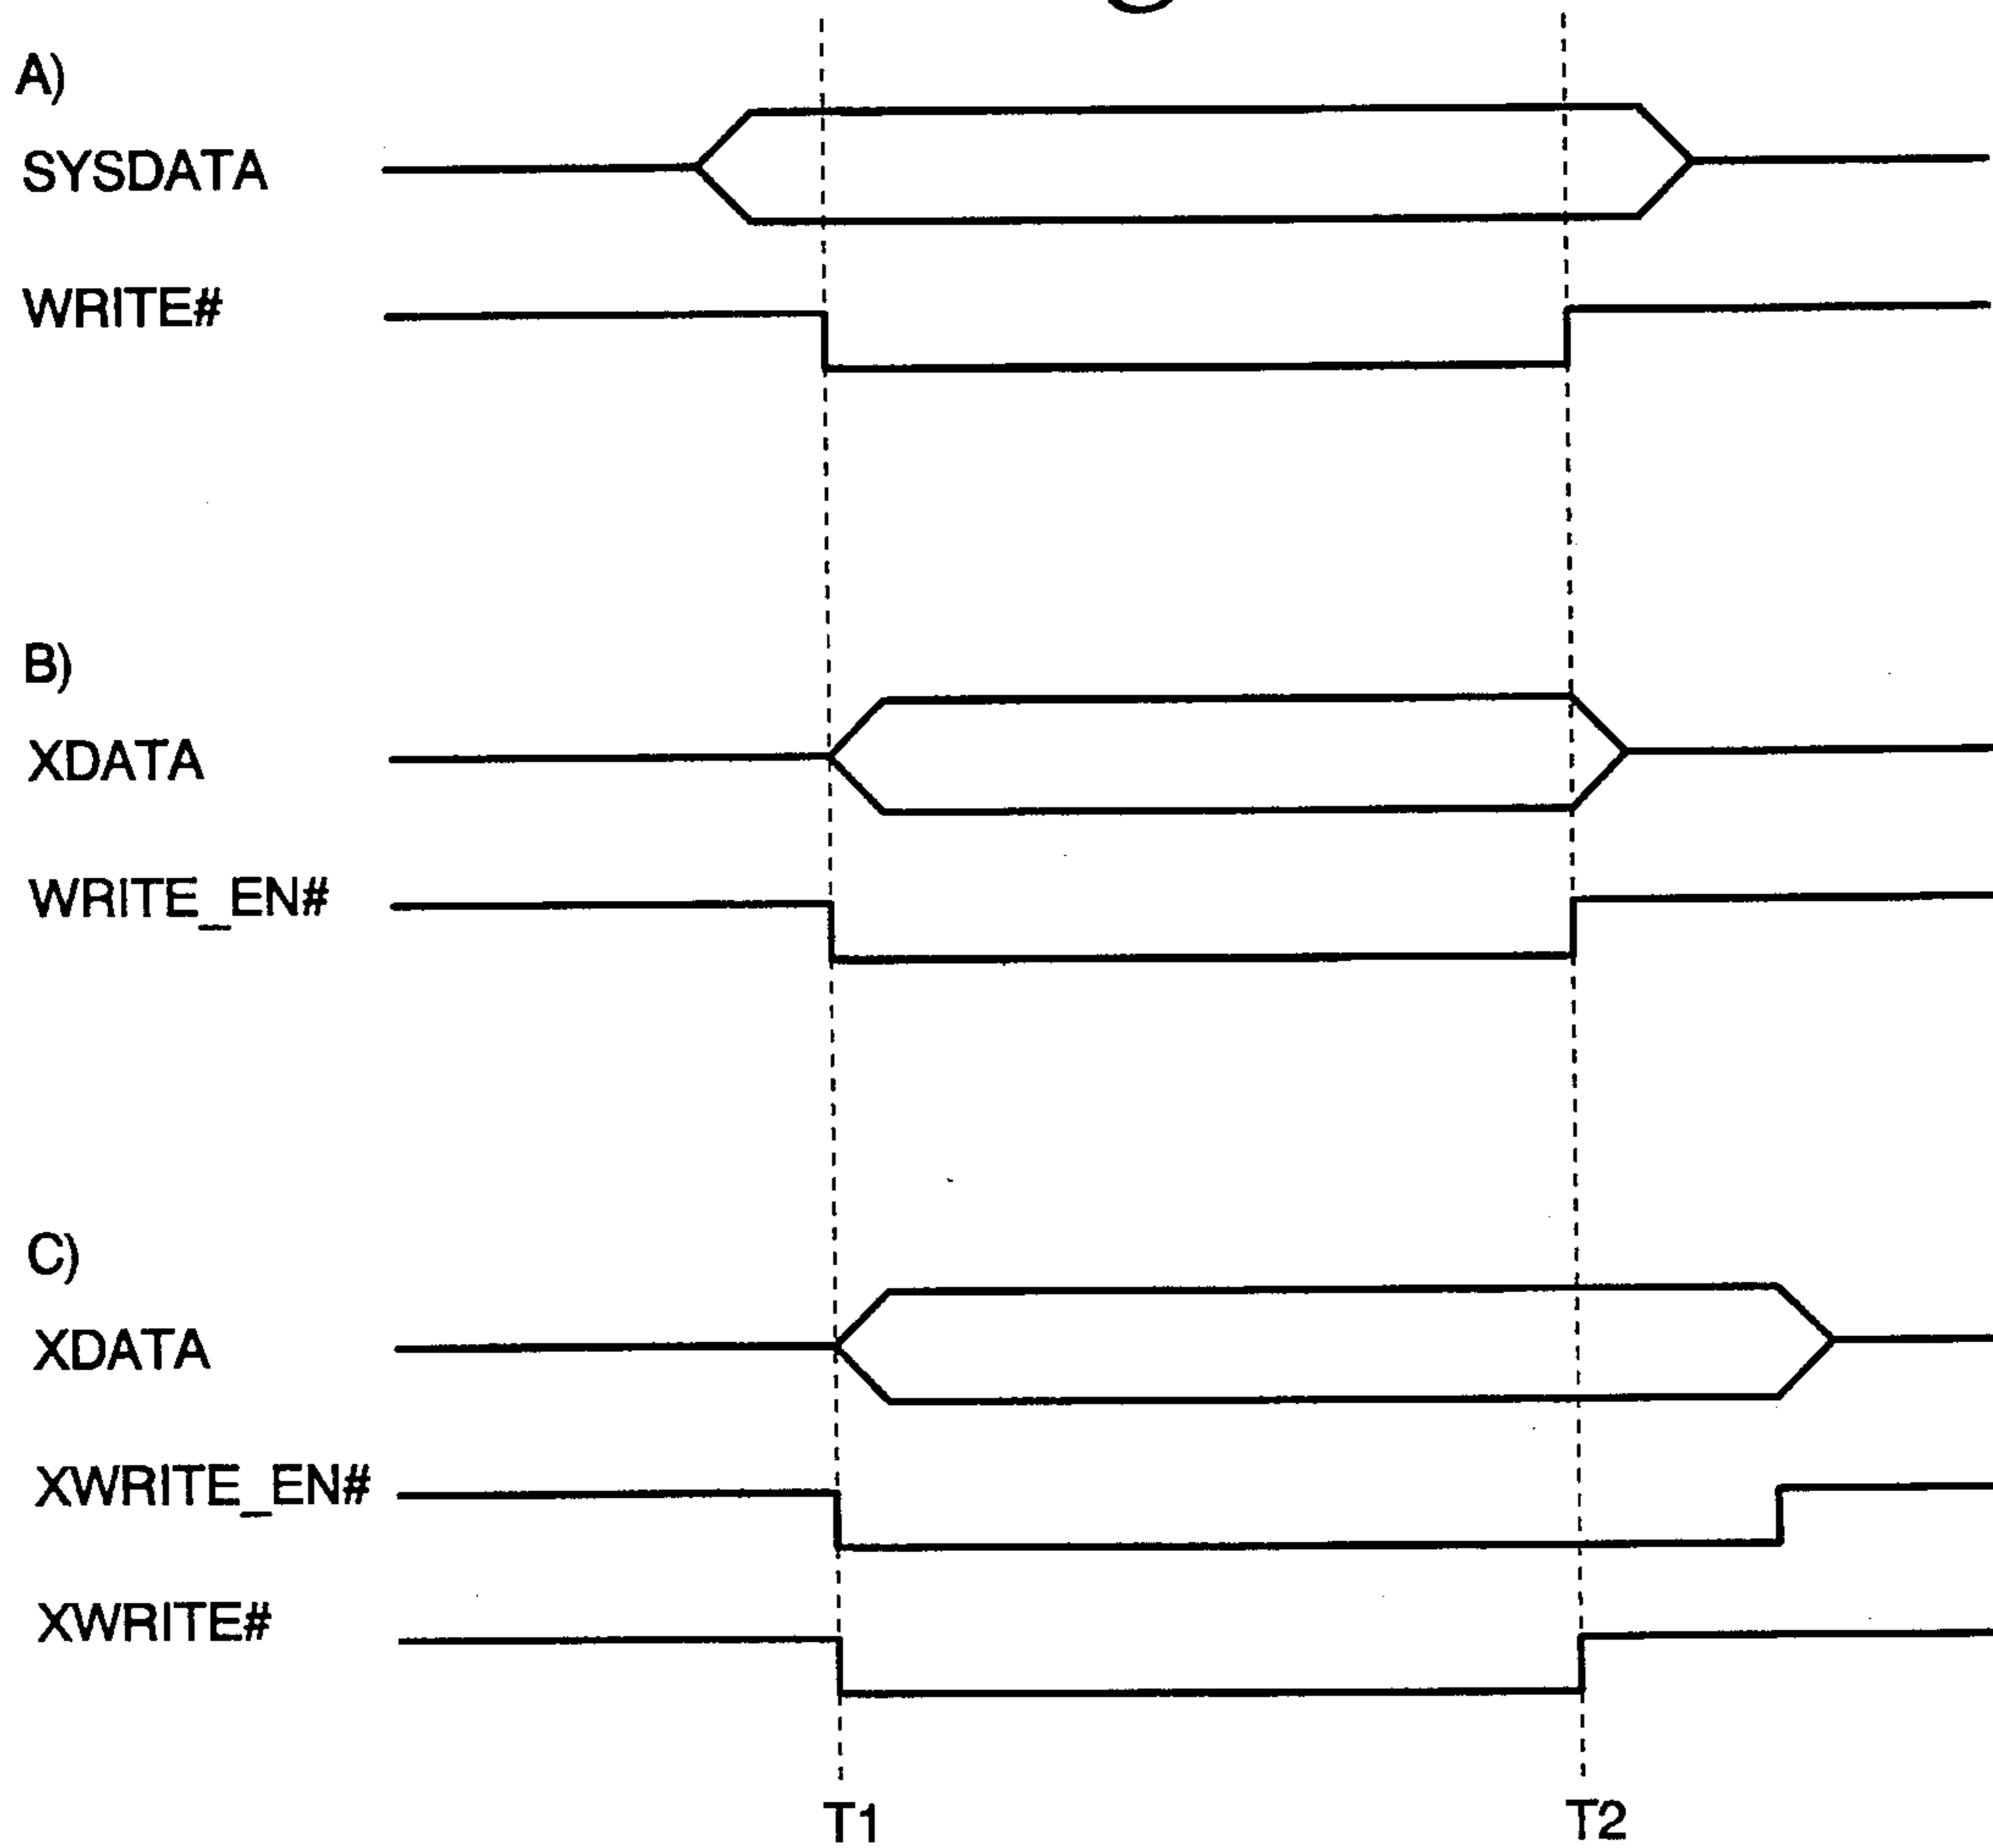 A)
SYSDATA
WRITE#
B)
XDATA
WRITE_EN#
C)
XDATA
XWRITE_EN#
XWRITE#
T1 T2